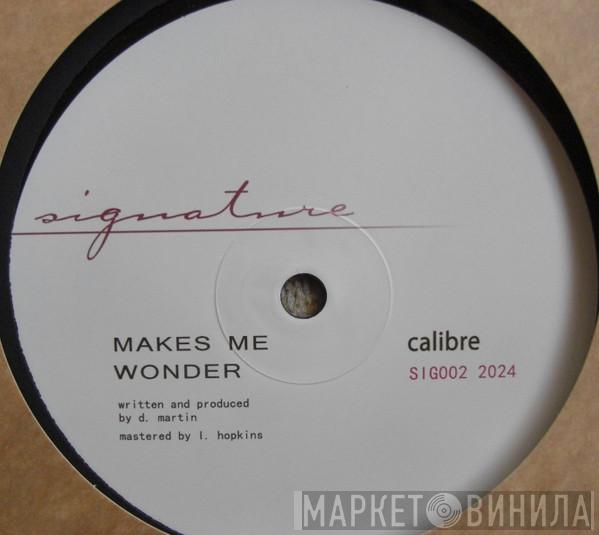 signature
MAKES ME
WONDER
calibre
SIG002 2024
written and produced
by d. martin
mastered by l. hopkins
МАРКЕТ ВИНИЛА